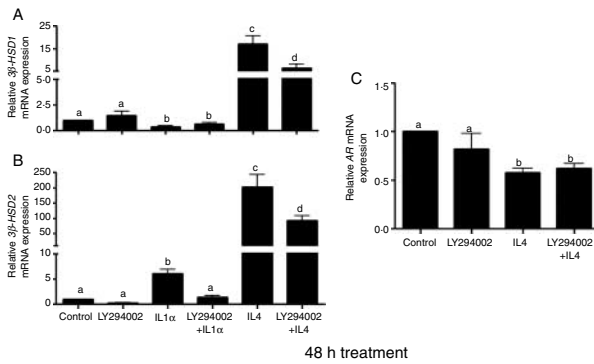 A
Relative 3β-HSD1
mRNA expression
25
15
5
5·0
2·5
0·0
a
a
b
b
c
d
B
Relative 3β-HSD2
mRNA expression
250
200
150
100
50
10
5
0
a
a
b
a
c
d
Control
LY294002
IL1α
LY294002
+IL1α
IL4
LY294002
+IL4
C
Relative AR mRNA
expression
1·5
1·0
0·5
0·0
a
a
b
b
Control
LY294002
IL4
LY294002
+IL4
48 h treatment